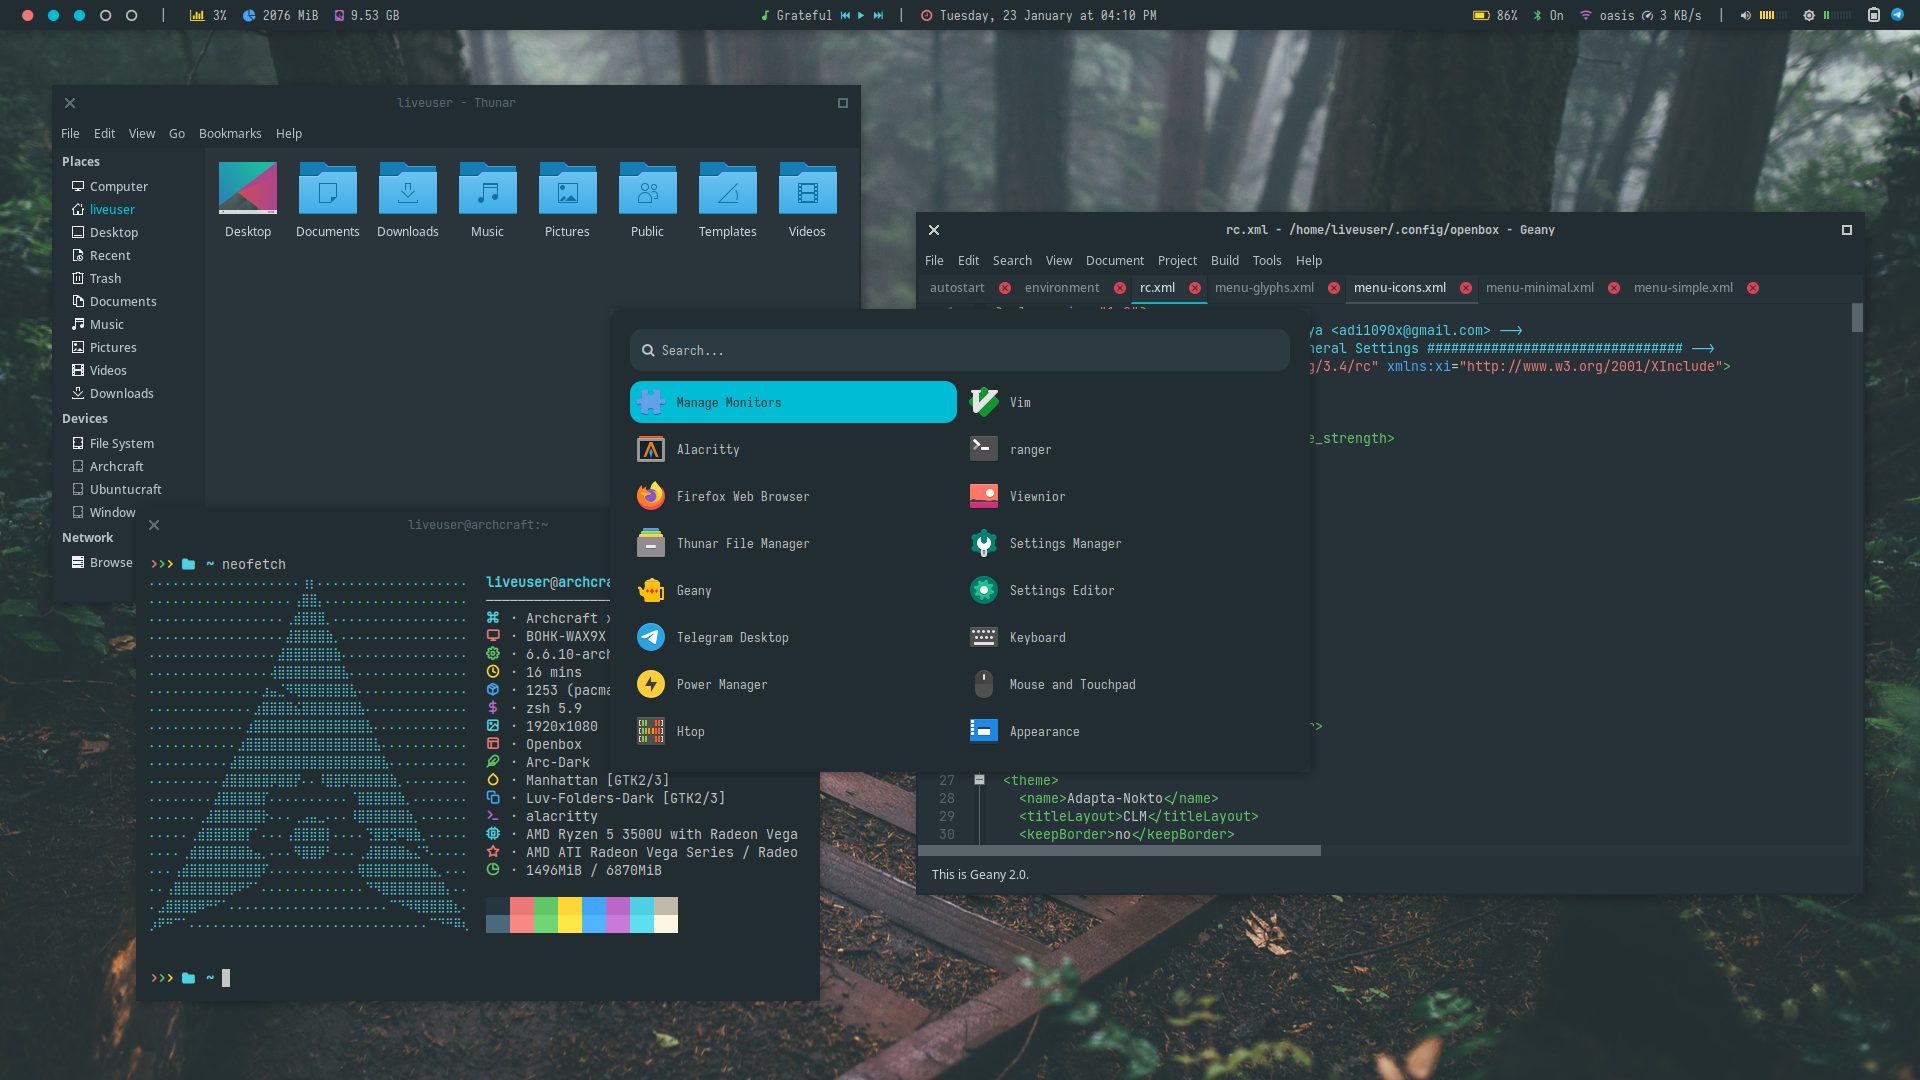 3% 2076 MiB 9.53 GB Grateful Tuesday, 23 January at 04:10 PM 86% On oasis 3 KB/s
liveuser - Thunar
File Edit View Go Bookmarks Help
Places
Computer
liveuser
Desktop
Recent
Trash
Documents
Music
Pictures
Videos
Downloads
Devices
File System
Archcraft
Ubuntucraft
Window
Network
Browse
Desktop Documents Downloads Music Pictures Public Templates Videos
rc.xml - /home/liveuser/.config/openbox - Geany
File Edit Search View Document Project Build Tools Help
autostart environment rc.xml menu-glyphs.xml menu-icons.xml menu-minimal.xml menu-simple.xml
ya <adi1090x@gmail.com> -->
neral Settings ################################ -->
g/3.4/rc" xmlns:xi="http://www.w3.org/2001/XInclude">
e_strength>
r>
27 <theme>
28 <name>Adapta-Nokto</name>
29 <titleLayout>CLM</titleLayout>
30 <keepBorder>no</keepBorder>
This is Geany 2.0.
Search...
Manage Monitors
Alacritty
Firefox Web Browser
Thunar File Manager
Geany
Telegram Desktop
Power Manager
Htop
Vim
ranger
Viewnior
Settings Manager
Settings Editor
Keyboard
Mouse and Touchpad
Appearance
liveuser@archcraft:~
>>> ~ neofetch
liveuser@archcra
· Archcraft x
· BOHK-WAX9X
· 6.6.10-arch
· 16 mins
· 1253 (pacma
· zsh 5.9
· 1920x1080
· Openbox
· Arc-Dark
· Manhattan [GTK2/3]
· Luv-Folders-Dark [GTK2/3]
· alacritty
· AMD Ryzen 5 3500U with Radeon Vega
· AMD ATI Radeon Vega Series / Radeo
· 1496MiB / 6870MiB
>>> ~